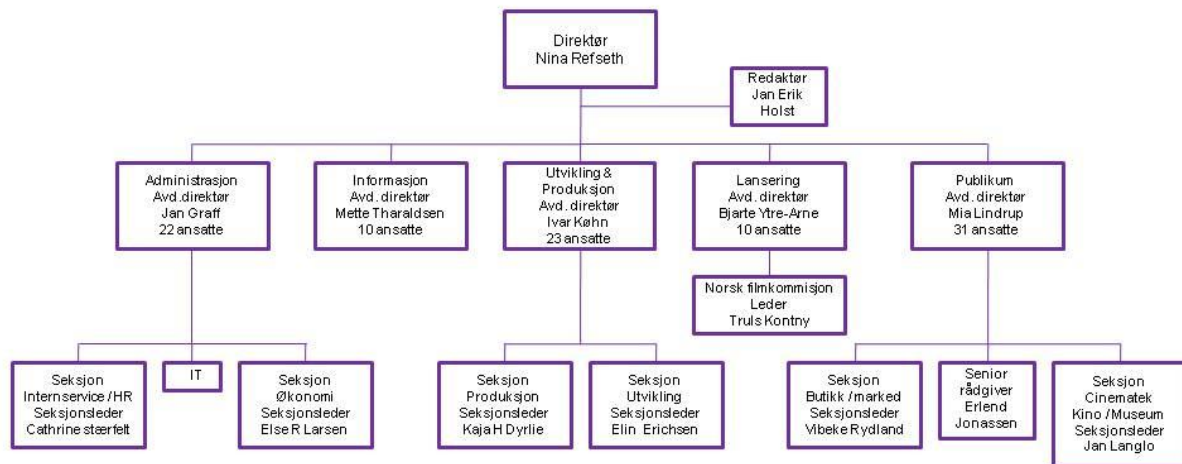 Direktør
Nina Refseth
Redaktør
Jan Erik
Holst
Administrasjon
Avd.direktør
Jan Graff
22 ansatte
Informasjon
Avd.direktør
Mette Tharaldsen
10 ansatte
Utvikling &
Produksjon
Avd.direktør
Ivar Køhn
23 ansatte
Lansering
Avd.direktør
Bjarte Ytre-Arne
10 ansatte
Publikum
Avd.direktør
Mia Lindrup
31 ansatte
Norsk filmkommisjon
Leder
Truls Kontny
Seksjon
Internservice / HR
Seksjonsleder
Cathrine stærfelt
IT
Seksjon
Økonomi
Seksjonsleder
Else R Larsen
Seksjon
Produksjon
Seksjonsleder
Kaja H Dyrlie
Seksjon
Utvikling
Seksjonsleder
Elin Erichsen
Seksjon
Butikk / marked
Seksjonsleder
Vibeke Rydland
Senior
rådgiver
Erlend
Jonassen
Seksjon
Cinematek
Kino / Museum
Seksjonsleder
Jan Langlo